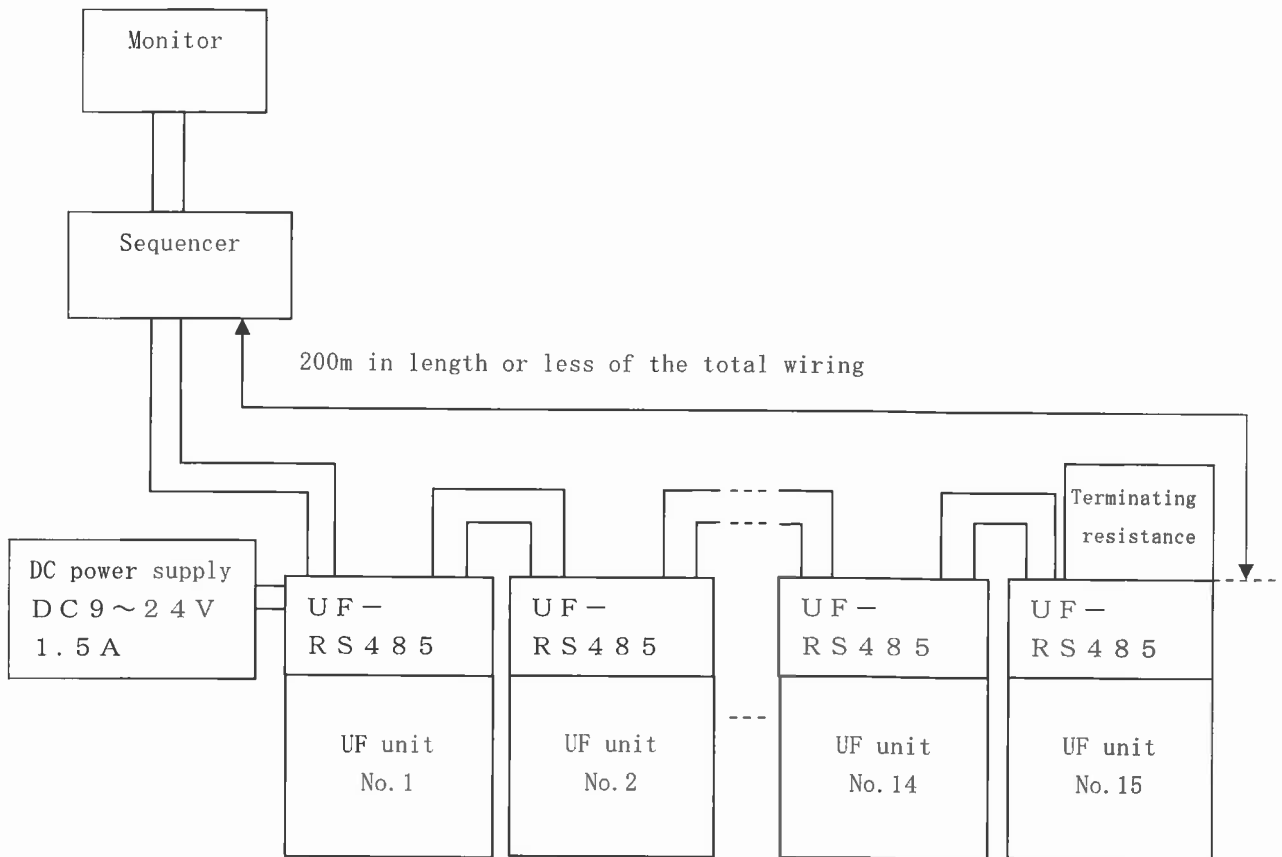 Monitor
Sequencer
200m in length or less of the total wiring
Terminating
resistance
DC power supply
DC9~24V
1.5A
UF-
RS485
UF-
RS485
UF-
RS485
UF-
RS485
UF unit
No.1
UF unit
No.2
UF unit
No.14
UF unit
No.15